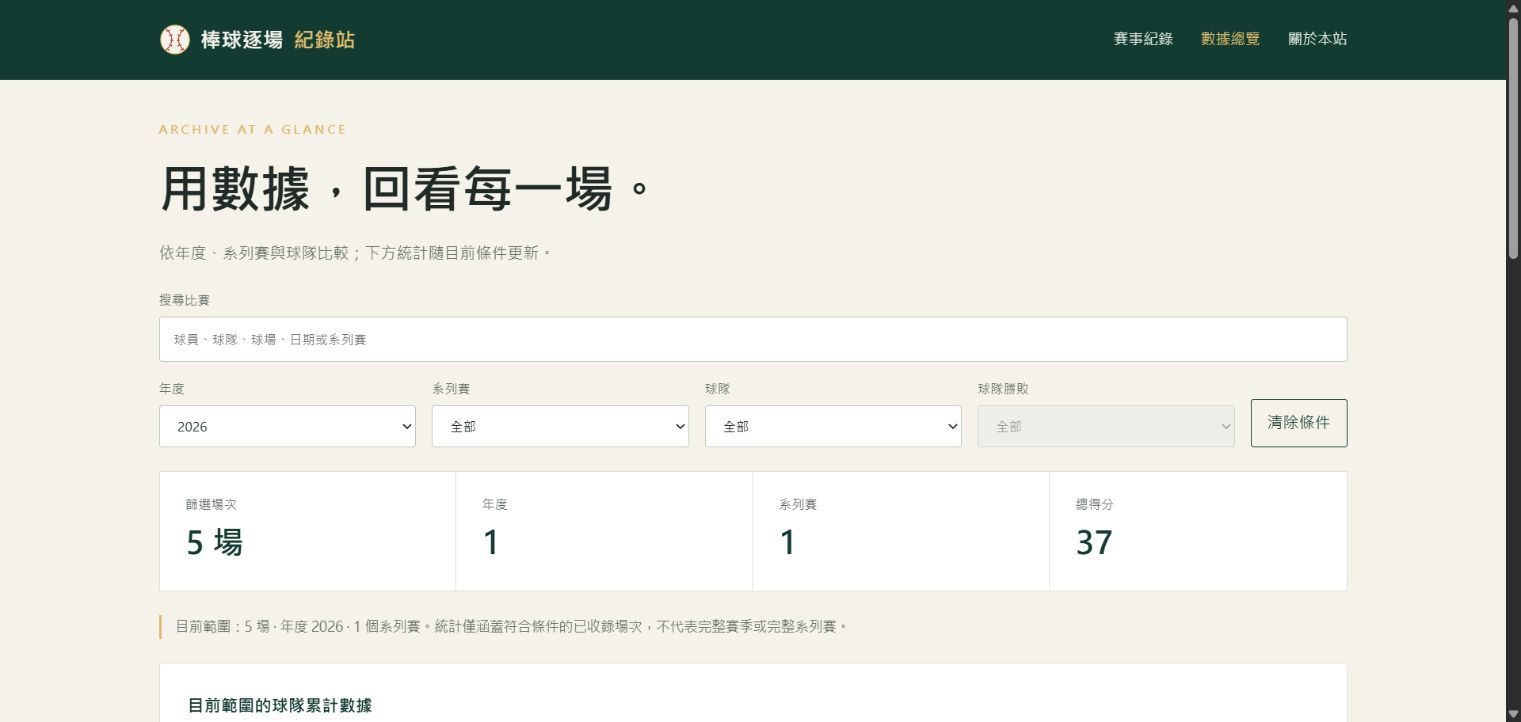 棒球逐場 紀錄站
賽事紀錄 數據總覽 關於本站
ARCHIVE AT A GLANCE
用數據，回看每一場。
依年度、系列賽與球隊比較；下方統計隨目前條件更新。
搜尋比賽
球員、球隊、球場、日期或系列賽
年度 系列賽 球隊 球隊勝敗
2026 全部 全部 全部 清除條件
篩選場次 年度 系列賽 總得分
5 場 1 1 37
目前範圍：5 場 · 年度 2026 · 1 個系列賽。統計僅涵蓋符合條件的已收錄場次，不代表完整賽季或完整系列賽。
目前範圍的球隊累計數據